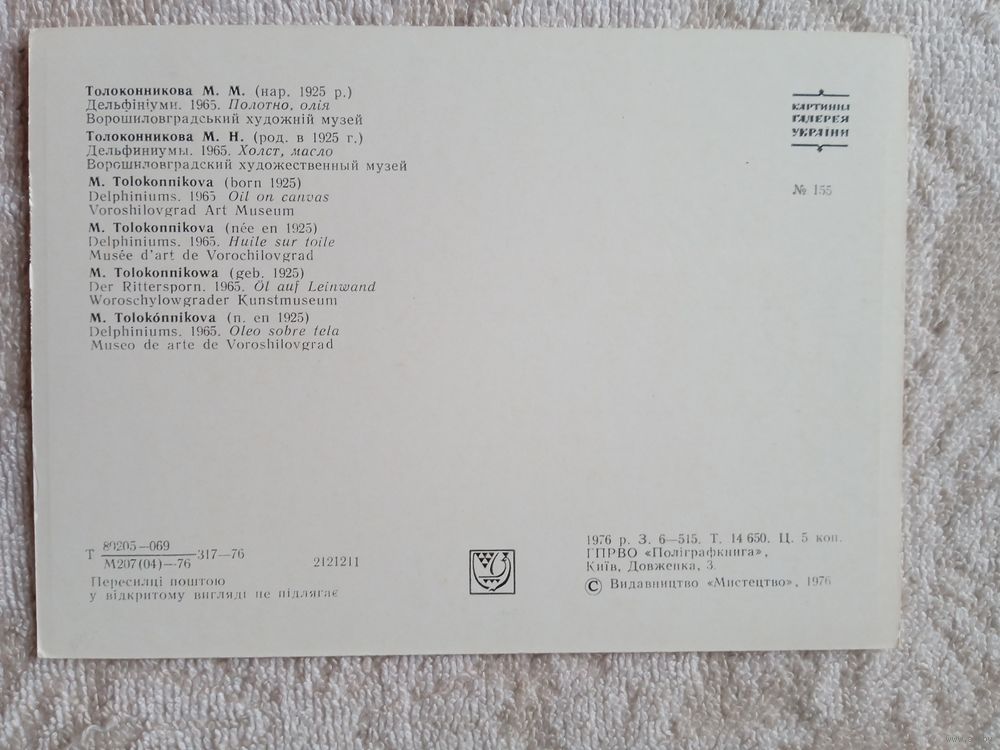 Толоконникова М. М. (нар. 1925 р.)
Дельфініуми. 1965. Полотно, олія
Ворошиловградський художній музей
Толоконникова М. Н. (род. в 1925 г.)
Дельфиниумы. 1965. Холст, масло
Ворошиловградский художественный музей
M. Tolokonnikova (born 1925)
Delphiniums. 1965 Oil on canvas
Voroshilovgrad Art Museum
M. Tolokonnikova (née en 1925)
Delphiniums. 1965. Huile sur toile
Musée d'art de Vorochilovgrad
M. Tolokonnikowa (geb. 1925)
Der Rittersporn. 1965. Öl auf Leinwand
Woroschylowgrader Kunstmuseum
M. Tolokónnikova (n. en 1925)
Delphiniums. 1965. Oleo sobre tela
Museo de arte de Voroshilovgrad
КАРТИННІ
ГАЛЕРЕЯ
УКРАЇНИ
№ 155
Т 80205—069
М207(04)—76 317—76
2121211
Пересилці поштою
у відкритому вигляді не підлягає
1976 р. З. 6—515. Т. 14 650. Ц. 5 коп.
ГПРВО «Поліграфкнига»,
Київ, Довженка, 3.
© Видавництво «Мистецтво», 1976